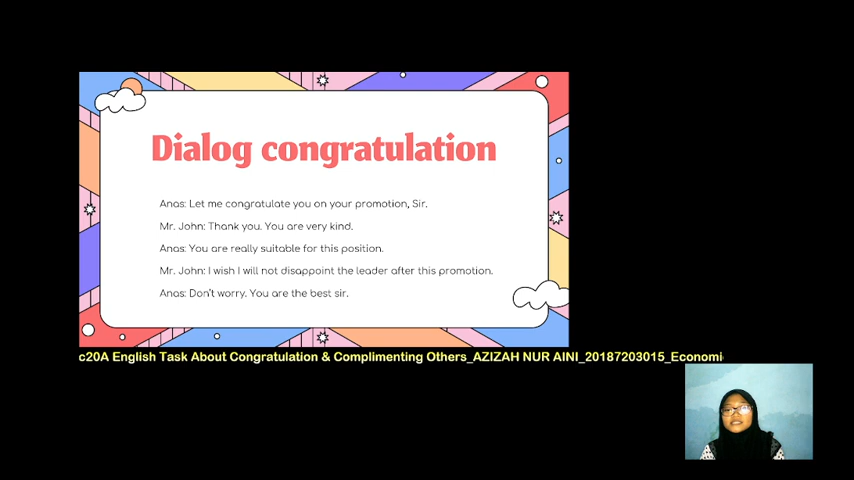 Dialog congratulation
Anas: Let me congratulate you on your promotion, Sir.
Mr. John: Thank you. You are very kind.
Anas: You are really suitable for this position.
Mr. John: I wish I will not disappoint the leader after this promotion.
Anas: Don't worry. You are the best sir.
c20A English Task About Congratulation & Complimenting Others_AZIZAH NUR AINI_20187203015_Economi